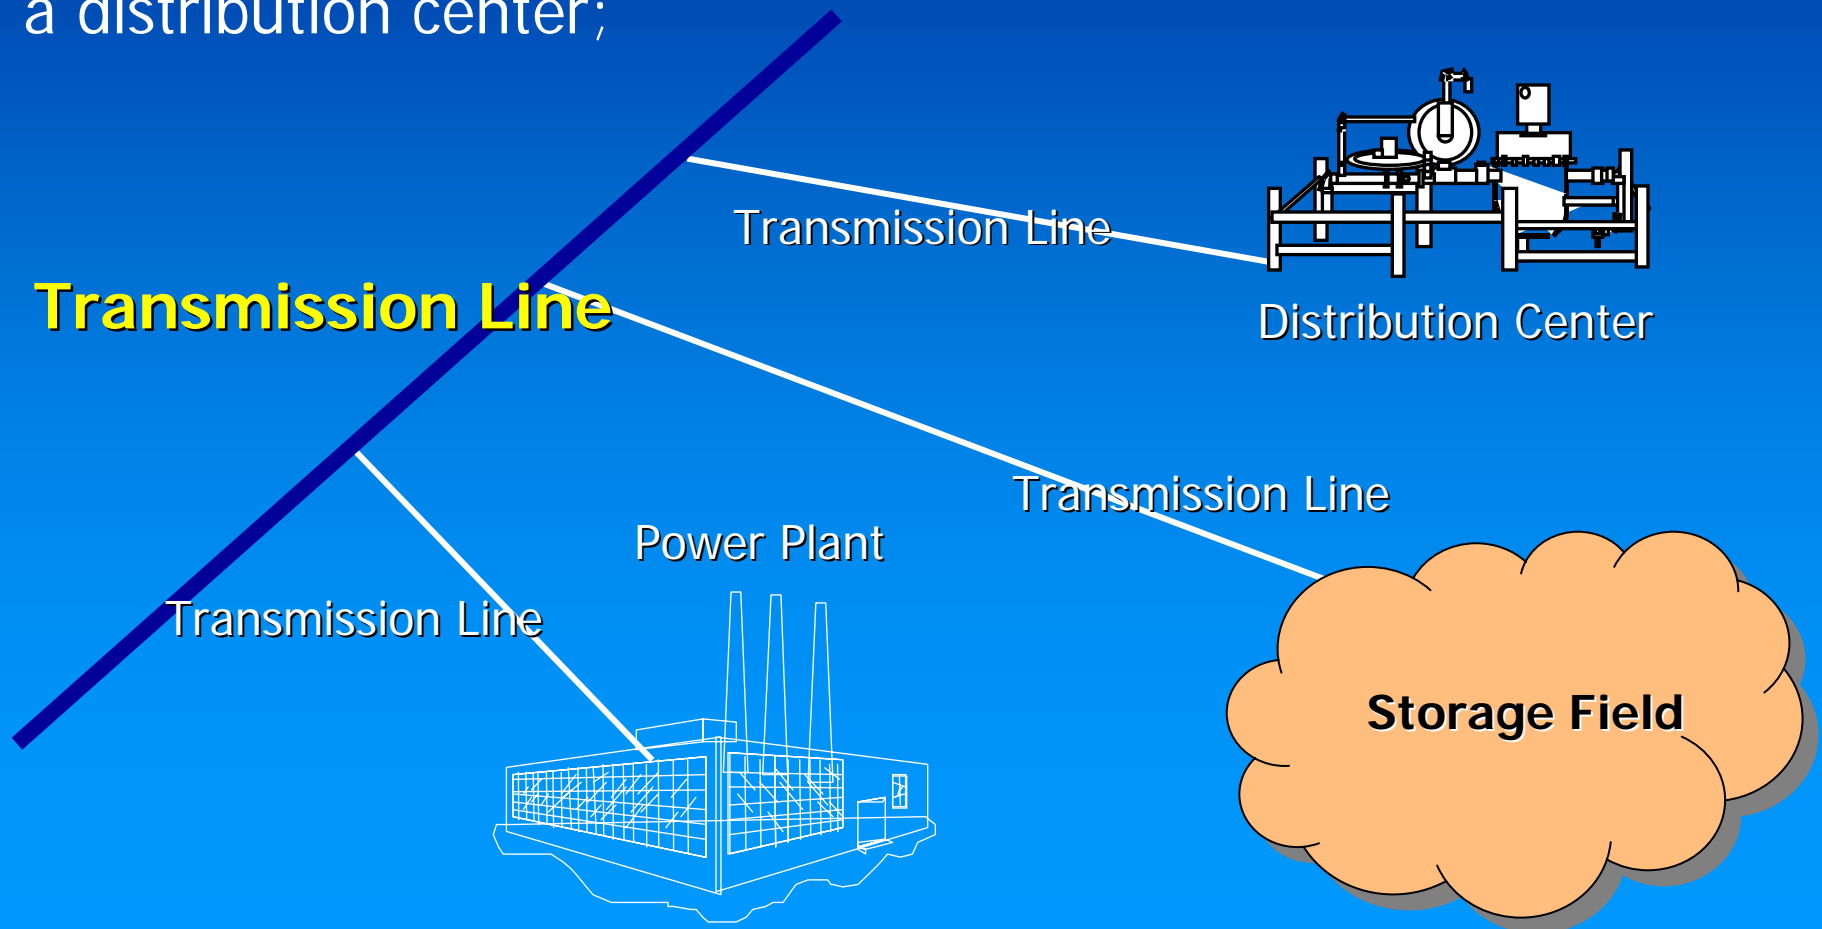 a distribution center;
Transmission Line
Transmission Line
Distribution Center
Transmission Line
Power Plant
Transmission Line
Storage Field